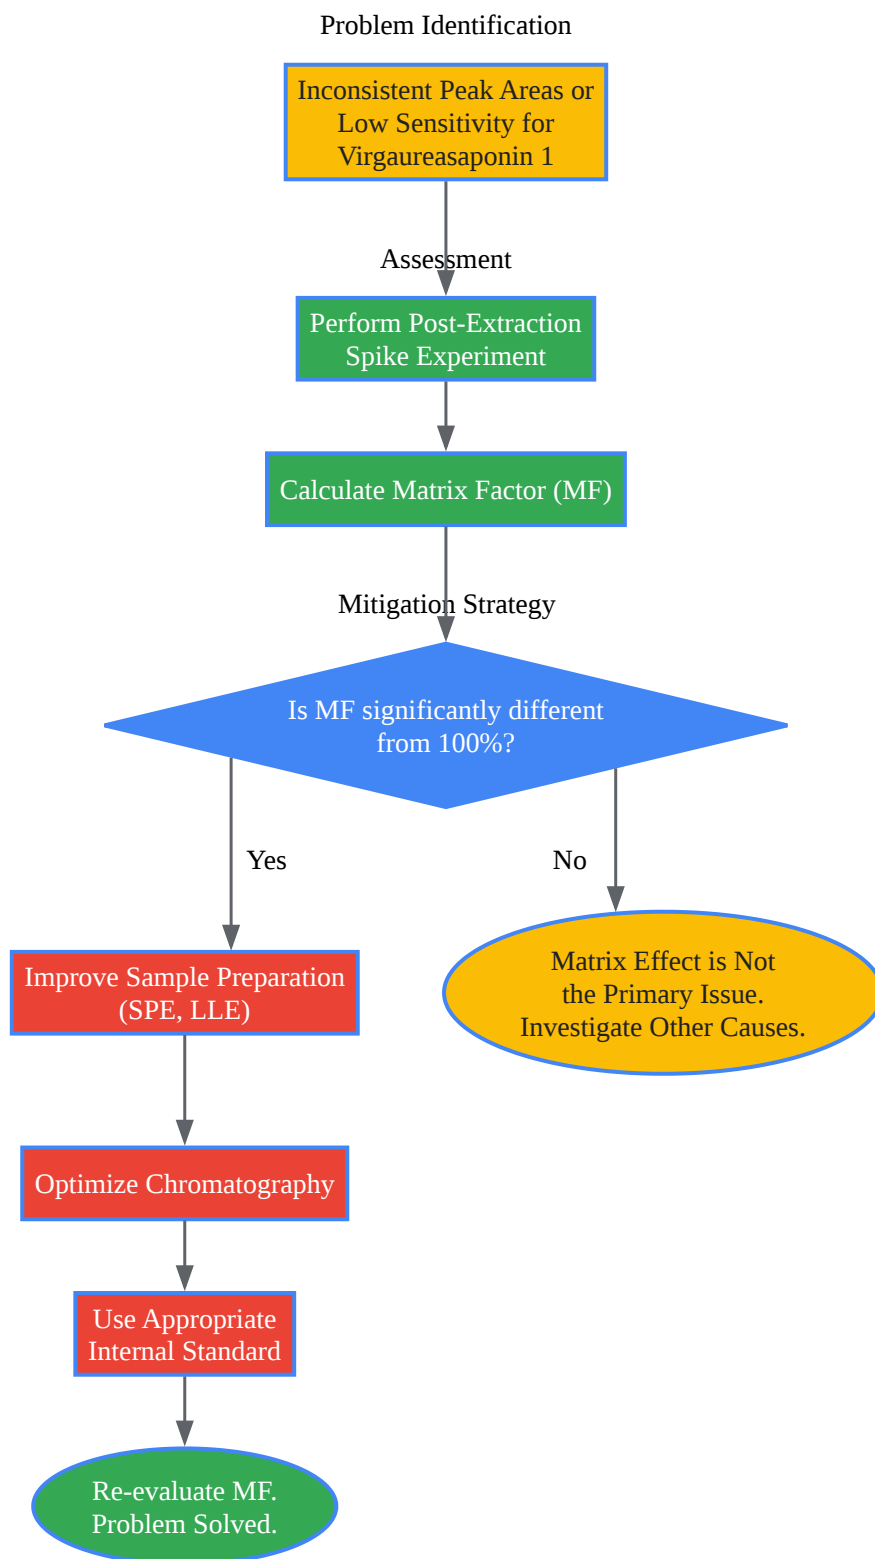 Problem Identification
Inconsistent Peak Areas or
Low Sensitivity for
Virgaureasaponin 1
Assessment
Perform Post-Extraction
Spike Experiment
Calculate Matrix Factor (MF)
Mitigation Strategy
Is MF significantly different
from 100%?
Yes
No
Improve Sample Preparation
(SPE, LLE)
Matrix Effect is Not
the Primary Issue.
Investigate Other Causes.
Optimize Chromatography
Use Appropriate
Internal Standard
Re-evaluate MF.
Problem Solved.